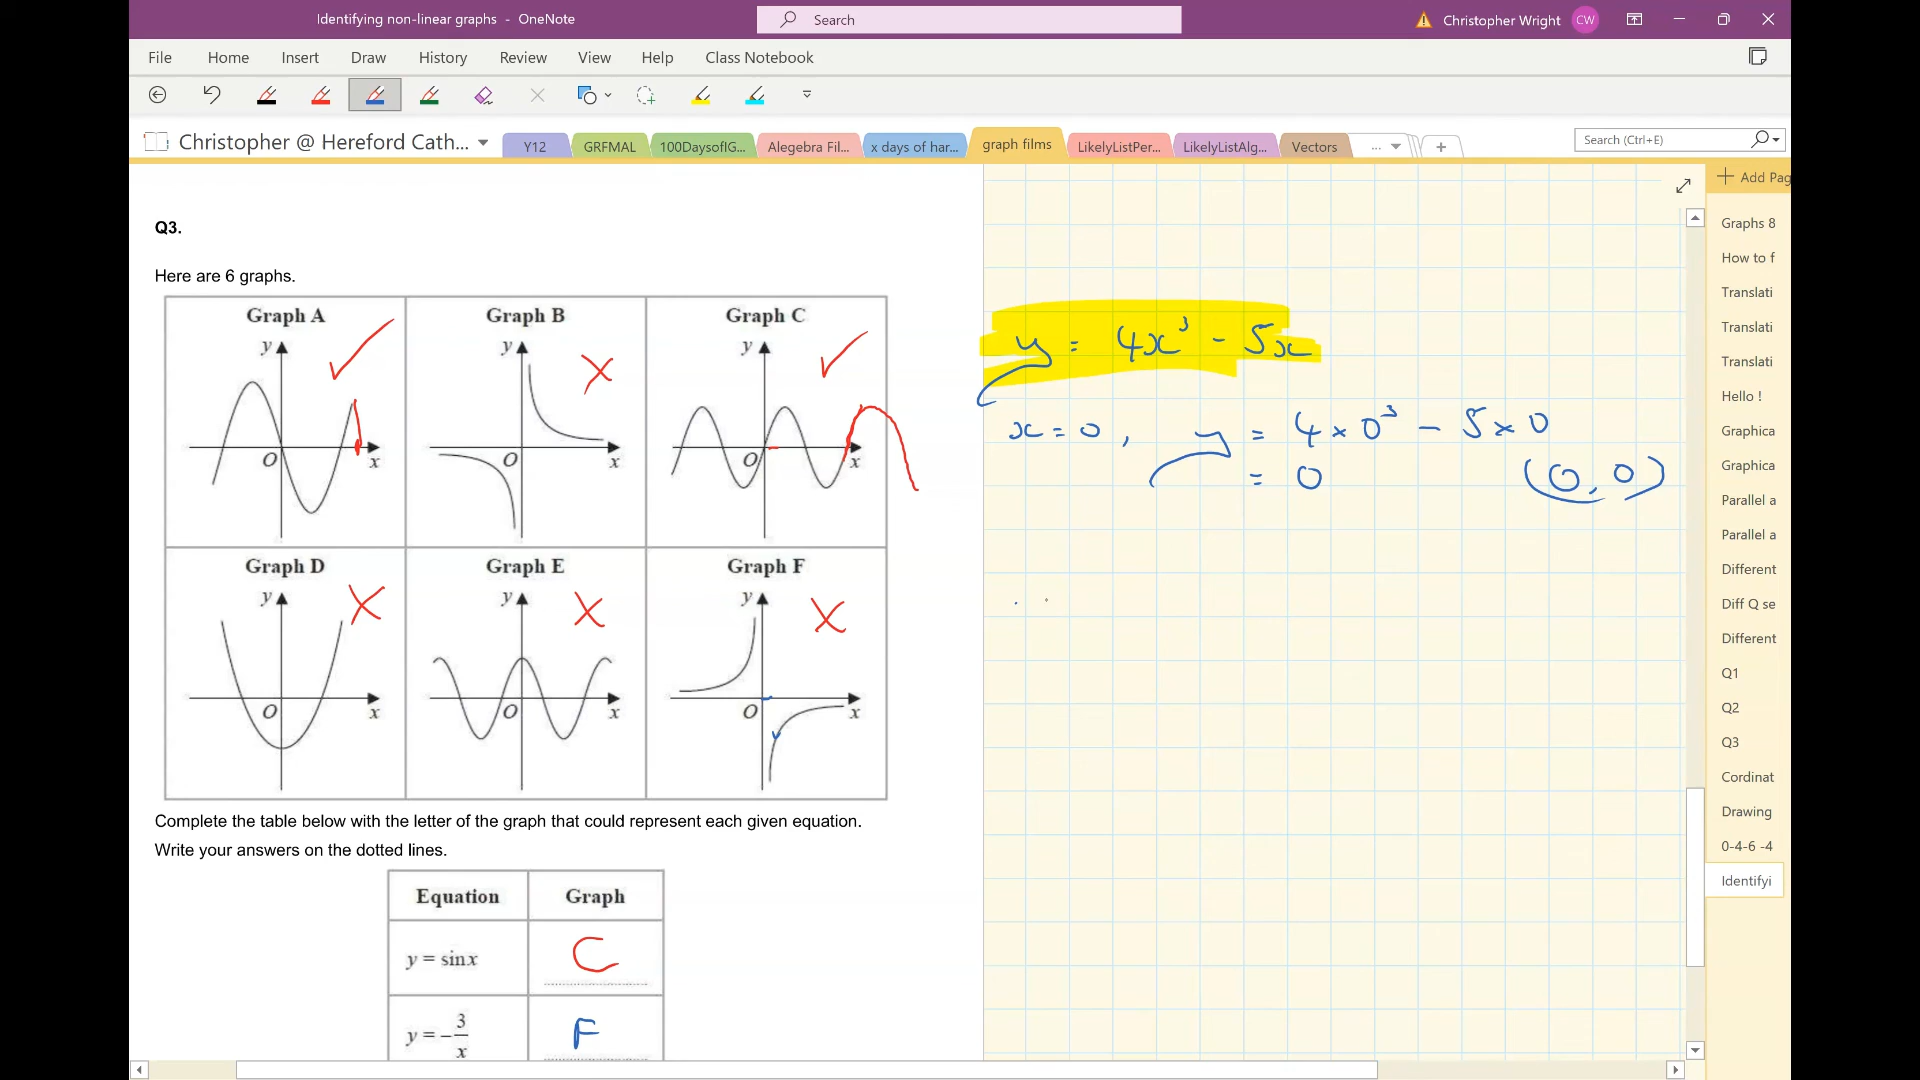 Identifying non-linear graphs - OneNote
Search
Christopher Wright CW
File Home Insert Draw History Review View Help Class Notebook
Christopher @ Hereford Cath...
Y12 GRFMAL 100DaysofIG... Alegebra Fil... x days of har... graph films LikelyListPer... LikelyListAlg... Vectors ... +
Search (Ctrl+E)
Add Pag
Graphs 8
How to f
Translati
Translati
Translati
Hello !
Graphica
Graphica
Parallel a
Parallel a
Different
Diff Q se
Different
Q1
Q2
Q3
Cordinat
Drawing
0-4-6 -4
Identifyi
Q3.
Here are 6 graphs.
Graph A Graph B Graph C
y y y
O x O x O x
Graph D Graph E Graph F
y y y
O x O x O x
Complete the table below with the letter of the graph that could represent each given equation.
Write your answers on the dotted lines.
Equation Graph
y = sinx C
y = -3/x F
y = 4x³ - 5x
x = 0, y = 4 × 0³ - 5 × 0
= 0 (0, 0)